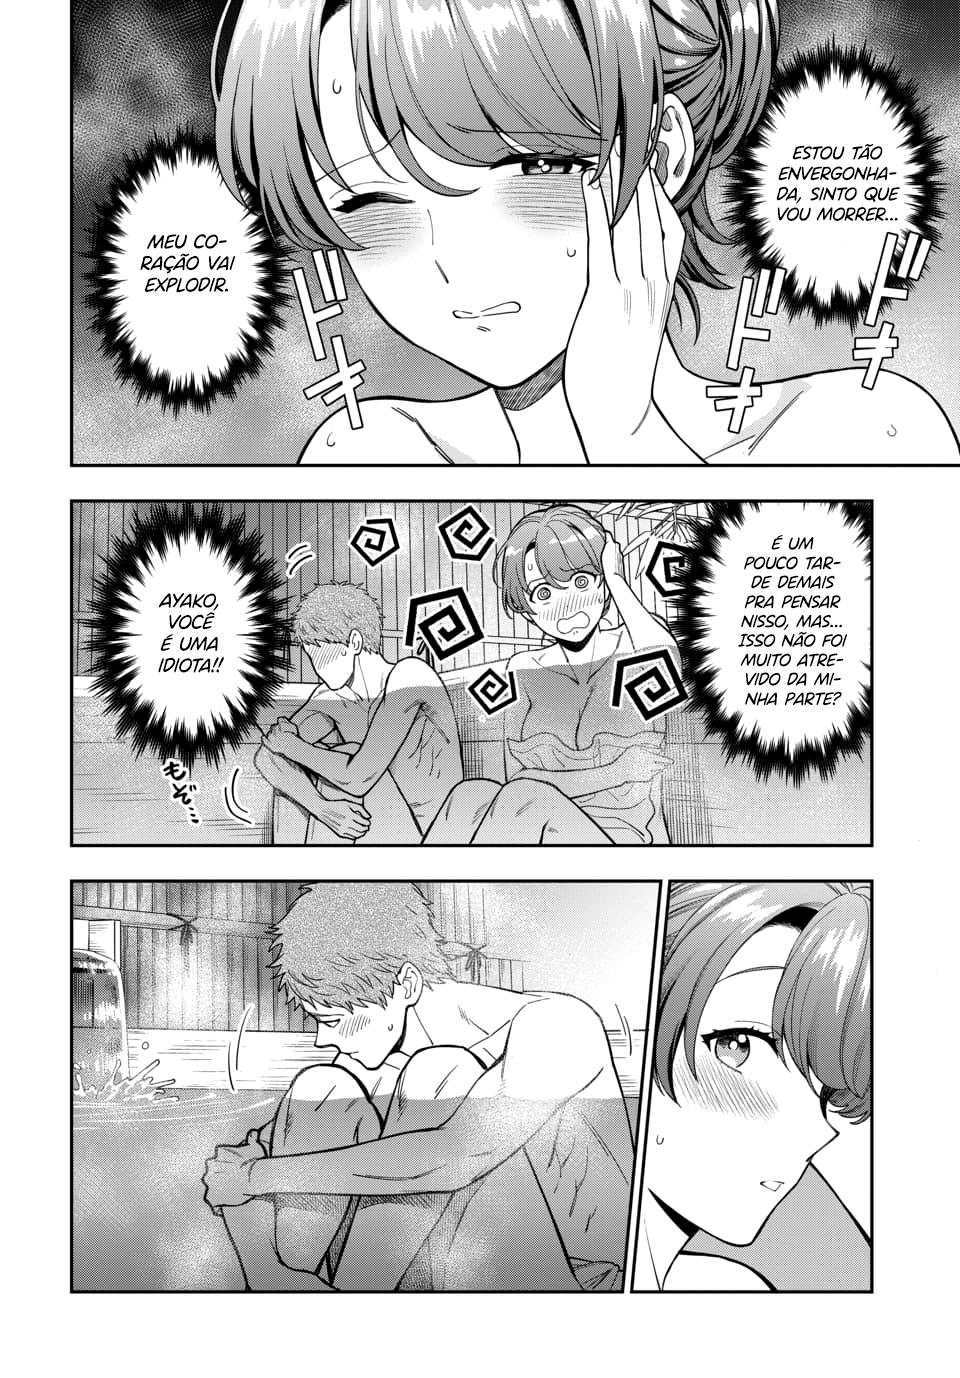 ESTOU TÃO
ENVERGONHA-
DA, SINTO QUE
VOU MORRER...
MEU CO-
RAÇÃO VAI
EXPLODIR.
ドキ
ドキ
ドキ
É UM
POUCO TAR-
DE DEMAIS
PRA PENSAR
NISSO, MAS...
ISSO NÃO FOI
MUITO ATRE-
VIDO DA MI-
NHA PARTE?
AYAKO,
VOCÊ
É UMA
IDIOTA!!
もぞ…